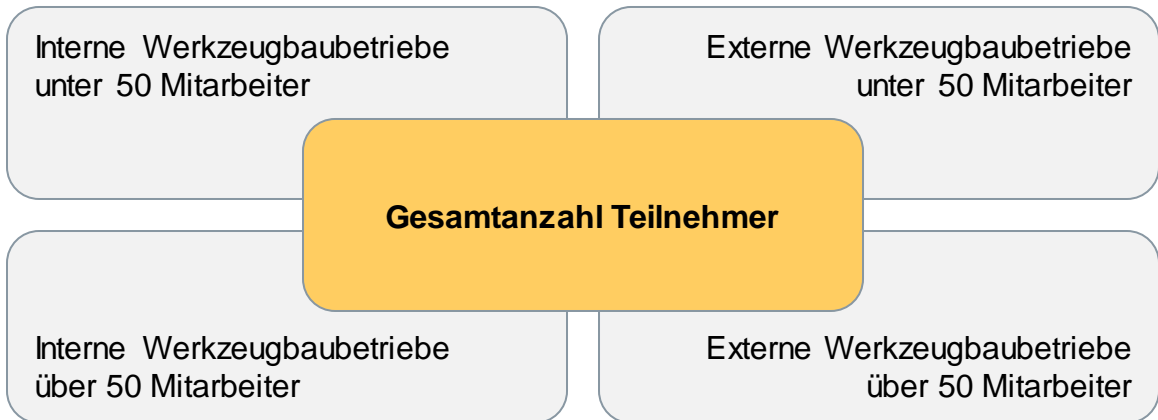 Interne Werkzeugbaubetriebe
unter 50 Mitarbeiter
Externe Werkzeugbaubetriebe
unter 50 Mitarbeiter
Gesamtanzahl Teilnehmer
Interne Werkzeugbaubetriebe
über 50 Mitarbeiter
Externe Werkzeugbaubetriebe
über 50 Mitarbeiter